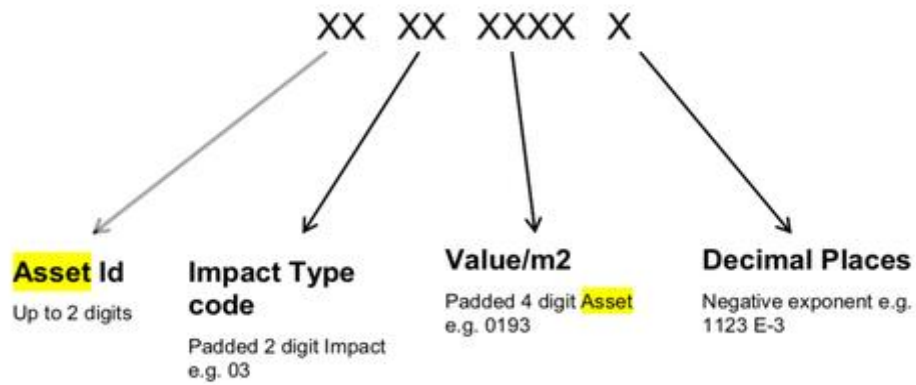 XX XX XXXX X
Asset Id
Up to 2 digits
Impact Type
code
Padded 2 digit Impact
e.g. 03
Value/m2
Padded 4 digit Asset
e.g. 0193
Decimal Places
Negative exponent e.g.
1123 E-3